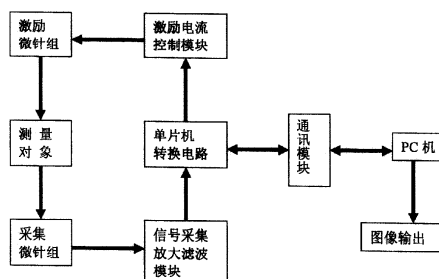 激励
微针组
激励电流
控制模块
测 量
对 象
单片机
转换电路
通
讯
模
块
PC 机
采集
微针组
信号采集
放大滤波
模块
图像输出